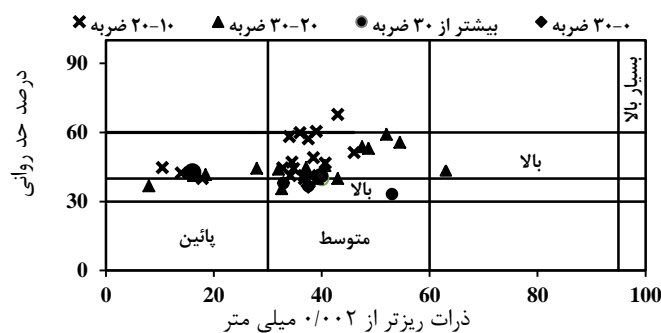 ۲۰-۱۰ ضربه ۳۰-۲۰ ضربه بیشتر از ۳۰ ضربه ۳۰-۰ ضربه
درصد حد روانی
90
60
30
0
بسیار بالا
بالا
بالا
پائین
متوسط
0 20 40 60 80 100
ذرات ریزتر از ۰/۰۰۲ میلی متر